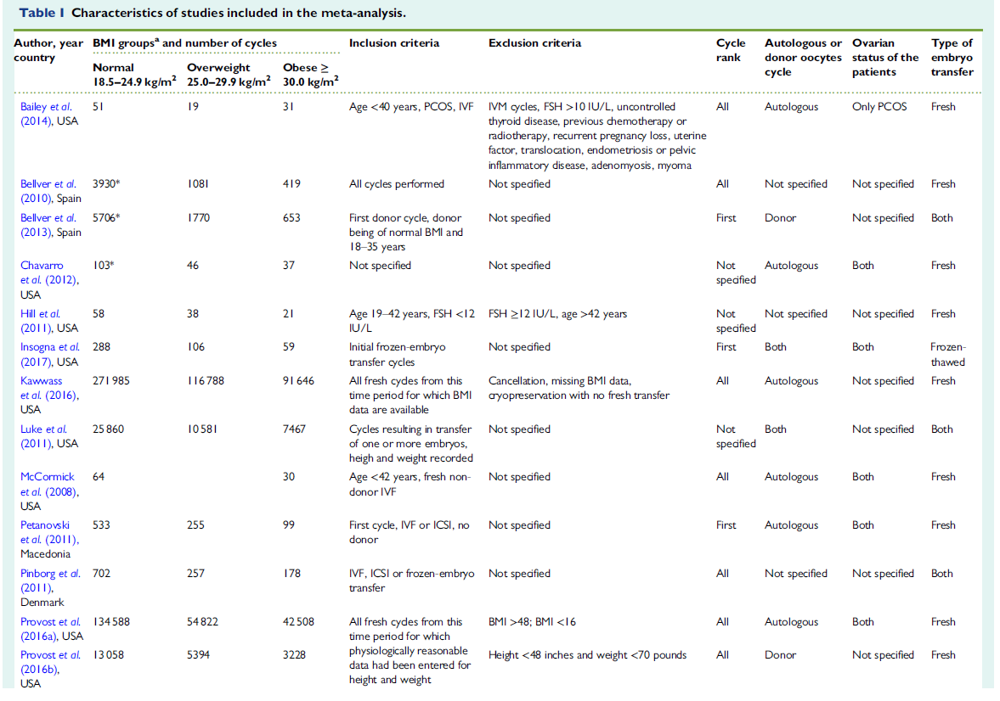 Table I Characteristics of studies included in the meta-analysis.
Author, year country BMI groupsᵃ and number of cycles Inclusion criteria Exclusion criteria Cycle rank Autologous or donor oocytes cycle Ovarian status of the patients Type of embryo transfer
Normal 18.5–24.9 kg/m² Overweight 25.0–29.9 kg/m² Obese ≥ 30.0 kg/m²
Bailey et al. (2014), USA 51 19 31 Age <40 years, PCOS, IVF IVM cycles, FSH >10 IU/L, uncontrolled thyroid disease, previous chemotherapy or radiotherapy, recurrent pregnancy loss, uterine factor, translocation, endometriosis or pelvic inflammatory disease, adenomyosis, myoma All Autologous Only PCOS Fresh
Bellver et al. (2010), Spain 3930* 1081 419 All cycles performed Not specified All Not specified Not specified Fresh
Bellver et al. (2013), Spain 5706* 1770 653 First donor cycle, donor being of normal BMI and 18–35 years Not specified First Donor Not specified Both
Chavarro et al. (2012), USA 103* 46 37 Not specified Not specified Not specified Autologous Both Fresh
Hill et al. (2011), USA 58 38 21 Age 19–42 years, FSH <12 IU/L FSH ≥12 IU/L, age >42 years Not specified Not specified Not specified Fresh
Insogna et al. (2017), USA 288 106 59 Initial frozen-embryo transfer cycles Not specified First Both Both Frozen-thawed
Kawwass et al. (2016), USA 271 985 116 788 91 646 All fresh cycles from this time period for which BMI data are available Cancellation, missing BMI data, cryopreservation with no fresh transfer All Autologous Not specified Fresh
Luke et al. (2011), USA 25 860 10 581 7467 Cycles resulting in transfer of one or more embryos, heigh and weight recorded Not specified Not specified Both Not specified Both
McCormick et al. (2008), USA 64 30 Age <42 years, fresh non-donor IVF Not specified All Autologous Both Fresh
Petanovski et al. (2011), Macedonia 533 255 99 First cycle, IVF or ICSI, no donor Not specified First Autologous Both Fresh
Pinborg et al. (2011), Denmark 702 257 178 IVF, ICSI or frozen-embryo transfer Not specified All Not specified Not specified Both
Provost et al. (2016a), USA 134 588 54 822 42 508 All fresh cycles from this time period for which physiologically reasonable data had been entered for height and weight BMI >48; BMI <16 All Autologous Both Fresh
Provost et al. (2016b), USA 13 058 5394 3228 Height <48 inches and weight <70 pounds All Donor Not specified Fresh